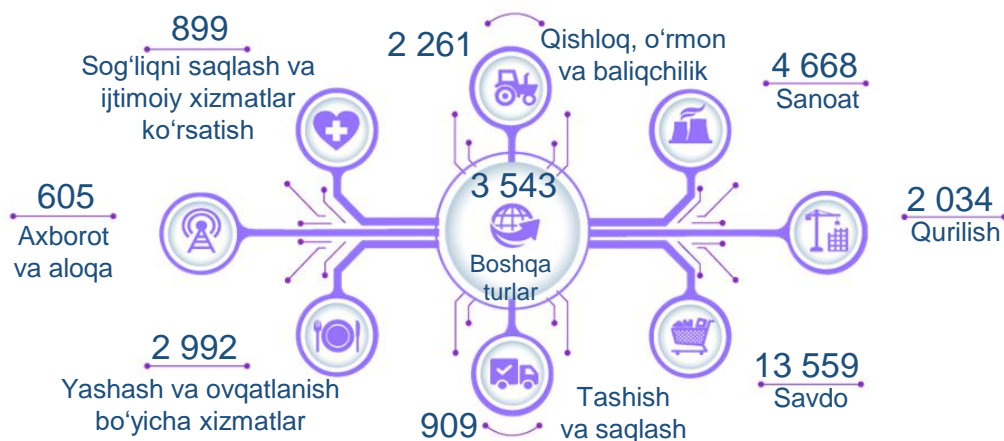 899
Sog‘liqni saqlash va
ijtimoiy xizmatlar
ko‘rsatish
2 261
Qishloq, o‘rmon
va baliqchilik
4 668
Sanoat
605
Axborot
va aloqa
3 543
Boshqa
turlar
2 034
Qurilish
2 992
Yashash va ovqatlanish
bo‘yicha xizmatlar
909
Tashish
va saqlash
13 559
Savdo